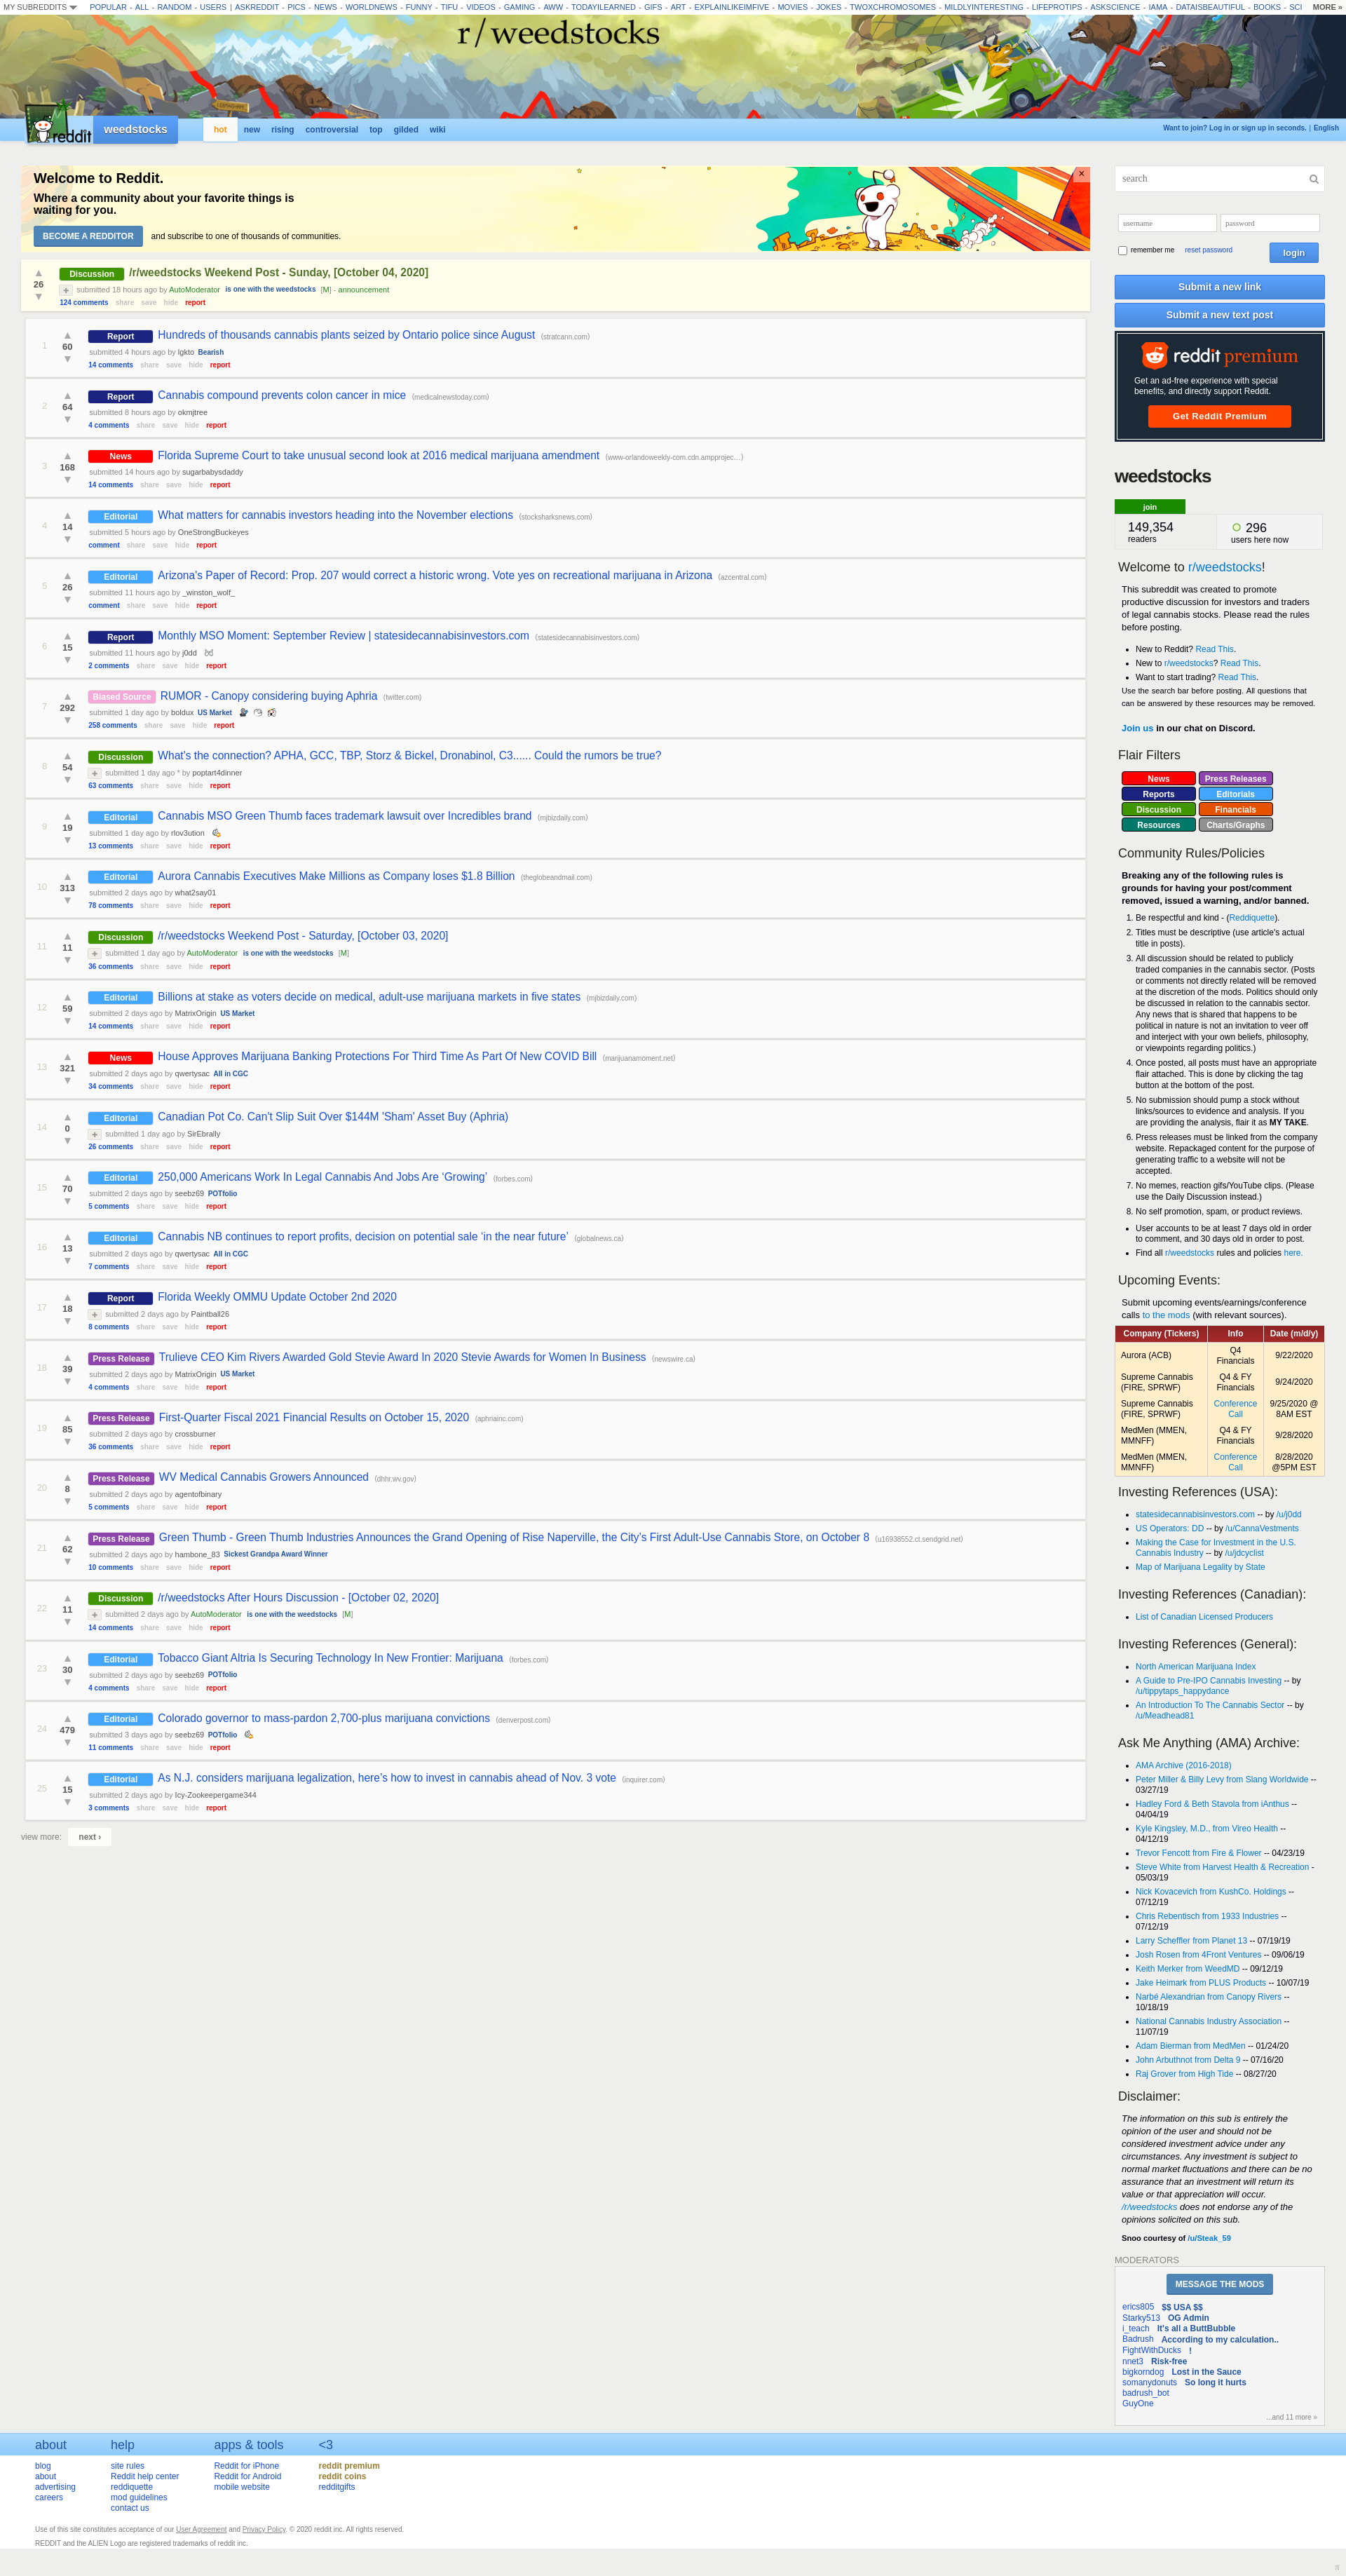 MY SUBREDDITS POPULAR - ALL - RANDOM - USERS | ASKREDDIT - PICS - NEWS - WORLDNEWS - FUNNY - TIFU - VIDEOS - GAMING - AWW - TODAYILEARNED - GIFS - ART - EXPLAINLIKEIMFIVE - MOVIES - JOKES - TWOXCHROMOSOMES - MILDLYINTERESTING - LIFEPROTIPS - ASKSCIENCE - IAMA - DATAISBEAUTIFUL - BOOKS - SCI MORE »
r/weedstocks
reddit weedstocks hot new rising controversial top gilded wiki
Want to join? Log in or sign up in seconds. | English
Welcome to Reddit.
Where a community about your favorite things is
waiting for you.
BECOME A REDDITOR and subscribe to one of thousands of communities.
×
26
Discussion /r/weedstocks Weekend Post - Sunday, [October 04, 2020]
submitted 18 hours ago by AutoModerator is one with the weedstocks [M] - announcement
124 comments share save hide report
1 60
Report Hundreds of thousands cannabis plants seized by Ontario police since August (stratcann.com)
submitted 4 hours ago by lgkto Bearish
14 comments share save hide report
2 64
Report Cannabis compound prevents colon cancer in mice (medicalnewstoday.com)
submitted 8 hours ago by okmjtree
4 comments share save hide report
3 168
News Florida Supreme Court to take unusual second look at 2016 medical marijuana amendment (www-orlandoweekly-com.cdn.ampprojec…)
submitted 14 hours ago by sugarbabysdaddy
14 comments share save hide report
4 14
Editorial What matters for cannabis investors heading into the November elections (stocksharksnews.com)
submitted 5 hours ago by OneStrongBuckeyes
comment share save hide report
5 26
Editorial Arizona's Paper of Record: Prop. 207 would correct a historic wrong. Vote yes on recreational marijuana in Arizona (azcentral.com)
submitted 11 hours ago by _winston_wolf_
comment share save hide report
6 15
Report Monthly MSO Moment: September Review | statesidecannabisinvestors.com (statesidecannabisinvestors.com)
submitted 11 hours ago by j0dd
2 comments share save hide report
7 292
Biased Source RUMOR - Canopy considering buying Aphria (twitter.com)
submitted 1 day ago by boldux US Market
258 comments share save hide report
8 54
Discussion What's the connection? APHA, GCC, TBP, Storz & Bickel, Dronabinol, C3...... Could the rumors be true?
submitted 1 day ago * by poptart4dinner
63 comments share save hide report
9 19
Editorial Cannabis MSO Green Thumb faces trademark lawsuit over Incredibles brand (mjbizdaily.com)
submitted 1 day ago by rlov3ution
13 comments share save hide report
10 313
Editorial Aurora Cannabis Executives Make Millions as Company loses $1.8 Billion (theglobeandmail.com)
submitted 2 days ago by what2say01
78 comments share save hide report
11 11
Discussion /r/weedstocks Weekend Post - Saturday, [October 03, 2020]
submitted 1 day ago by AutoModerator is one with the weedstocks [M]
36 comments share save hide report
12 59
Editorial Billions at stake as voters decide on medical, adult-use marijuana markets in five states (mjbizdaily.com)
submitted 2 days ago by MatrixOrigin US Market
14 comments share save hide report
13 321
News House Approves Marijuana Banking Protections For Third Time As Part Of New COVID Bill (marijuanamoment.net)
submitted 2 days ago by qwertysac All in CGC
34 comments share save hide report
14 0
Editorial Canadian Pot Co. Can't Slip Suit Over $144M 'Sham' Asset Buy (Aphria)
submitted 1 day ago by SirEbrally
26 comments share save hide report
15 70
Editorial 250,000 Americans Work In Legal Cannabis And Jobs Are ‘Growing’ (forbes.com)
submitted 2 days ago by seebz69 POTfolio
5 comments share save hide report
16 13
Editorial Cannabis NB continues to report profits, decision on potential sale ‘in the near future’ (globalnews.ca)
submitted 2 days ago by qwertysac All in CGC
7 comments share save hide report
17 18
Report Florida Weekly OMMU Update October 2nd 2020
submitted 2 days ago by Paintball26
8 comments share save hide report
18 39
Press Release Trulieve CEO Kim Rivers Awarded Gold Stevie Award In 2020 Stevie Awards for Women In Business (newswire.ca)
submitted 2 days ago by MatrixOrigin US Market
4 comments share save hide report
19 85
Press Release First-Quarter Fiscal 2021 Financial Results on October 15, 2020 (aphriainc.com)
submitted 2 days ago by crossburner
36 comments share save hide report
20 8
Press Release WV Medical Cannabis Growers Announced (dhhr.wv.gov)
submitted 2 days ago by agentofbinary
5 comments share save hide report
21 62
Press Release Green Thumb - Green Thumb Industries Announces the Grand Opening of Rise Naperville, the City’s First Adult-Use Cannabis Store, on October 8 (u16938552.ct.sendgrid.net)
submitted 2 days ago by hambone_83 Sickest Grandpa Award Winner
10 comments share save hide report
22 11
Discussion /r/weedstocks After Hours Discussion - [October 02, 2020]
submitted 2 days ago by AutoModerator is one with the weedstocks [M]
14 comments share save hide report
23 30
Editorial Tobacco Giant Altria Is Securing Technology In New Frontier: Marijuana (forbes.com)
submitted 2 days ago by seebz69 POTfolio
4 comments share save hide report
24 479
Editorial Colorado governor to mass-pardon 2,700-plus marijuana convictions (denverpost.com)
submitted 3 days ago by seebz69 POTfolio
11 comments share save hide report
25 15
Editorial As N.J. considers marijuana legalization, here’s how to invest in cannabis ahead of Nov. 3 vote (inquirer.com)
submitted 2 days ago by Icy-Zookeepergame344
3 comments share save hide report
view more: next ›
search
username password
remember me reset password login
Submit a new link
Submit a new text post
reddit premium
Get an ad-free experience with special
benefits, and directly support Reddit.
Get Reddit Premium
weedstocks
join
149,354 296
readers users here now
Welcome to r/weedstocks!
This subreddit was created to promote
productive discussion for investors and traders
of legal cannabis stocks. Please read the rules
before posting.
New to Reddit? Read This.
New to r/weedstocks? Read This.
Want to start trading? Read This.
Use the search bar before posting. All questions that
can be answered by these resources may be removed.
Join us in our chat on Discord.
Flair Filters
News Press Releases
Reports Editorials
Discussion Financials
Resources Charts/Graphs
Community Rules/Policies
Breaking any of the following rules is
grounds for having your post/comment
removed, issued a warning, and/or banned.
1. Be respectful and kind - (Reddiquette).
2. Titles must be descriptive (use article's actual
title in posts).
3. All discussion should be related to publicly
traded companies in the cannabis sector. (Posts
or comments not directly related will be removed
at the discretion of the mods. Politics should only
be discussed in relation to the cannabis sector.
Any news that is shared that happens to be
political in nature is not an invitation to veer off
and interject with your own beliefs, philosophy,
or viewpoints regarding politics.)
4. Once posted, all posts must have an appropriate
flair attached. This is done by clicking the tag
button at the bottom of the post.
5. No submission should pump a stock without
links/sources to evidence and analysis. If you
are providing the analysis, flair it as MY TAKE.
6. Press releases must be linked from the company
website. Repackaged content for the purpose of
generating traffic to a website will not be
accepted.
7. No memes, reaction gifs/YouTube clips. (Please
use the Daily Discussion instead.)
8. No self promotion, spam, or product reviews.
User accounts to be at least 7 days old in order
to comment, and 30 days old in order to post.
Find all r/weedstocks rules and policies here.
Upcoming Events:
Submit upcoming events/earnings/conference
calls to the mods (with relevant sources).
Company (Tickers) Info Date (m/d/y)
Aurora (ACB) Q4 Financials 9/22/2020
Supreme Cannabis (FIRE, SPRWF) Q4 & FY Financials 9/24/2020
Supreme Cannabis (FIRE, SPRWF) Conference Call 9/25/2020 @ 8AM EST
MedMen (MMEN, MMNFF) Q4 & FY Financials 9/28/2020
MedMen (MMEN, MMNFF) Conference Call 8/28/2020 @5PM EST
Investing References (USA):
statesidecannabisinvestors.com -- by /u/j0dd
US Operators: DD -- by /u/CannaVestments
Making the Case for Investment in the U.S.
Cannabis Industry -- by /u/jdcyclist
Map of Marijuana Legality by State
Investing References (Canadian):
List of Canadian Licensed Producers
Investing References (General):
North American Marijuana Index
A Guide to Pre-IPO Cannabis Investing -- by
/u/tippytaps_happydance
An Introduction To The Cannabis Sector -- by
/u/Meadhead81
Ask Me Anything (AMA) Archive:
AMA Archive (2016-2018)
Peter Miller & Billy Levy from Slang Worldwide --
03/27/19
Hadley Ford & Beth Stavola from iAnthus --
04/04/19
Kyle Kingsley, M.D., from Vireo Health --
04/12/19
Trevor Fencott from Fire & Flower -- 04/23/19
Steve White from Harvest Health & Recreation -
05/03/19
Nick Kovacevich from KushCo. Holdings --
07/12/19
Chris Rebentisch from 1933 Industries --
07/12/19
Larry Scheffler from Planet 13 -- 07/19/19
Josh Rosen from 4Front Ventures -- 09/06/19
Keith Merker from WeedMD -- 09/12/19
Jake Heimark from PLUS Products -- 10/07/19
Narbé Alexandrian from Canopy Rivers --
10/18/19
National Cannabis Industry Association --
11/07/19
Adam Bierman from MedMen -- 01/24/20
John Arbuthnot from Delta 9 -- 07/16/20
Raj Grover from High Tide -- 08/27/20
Disclaimer:
The information on this sub is entirely the
opinion of the user and should not be
considered investment advice under any
circumstances. Any investment is subject to
normal market fluctuations and there can be no
assurance that an investment will return its
value or that appreciation will occur.
/r/weedstocks does not endorse any of the
opinions solicited on this sub.
Snoo courtesy of /u/Steak_59
MODERATORS
MESSAGE THE MODS
erics805 $$ USA $$
Starky513 OG Admin
i_teach It's all a ButtBubble
Badrush According to my calculation..
FightWithDucks !
nnet3 Risk-free
bigkorndog Lost in the Sauce
somanydonuts So long it hurts
badrush_bot
GuyOne
...and 11 more »
about help apps & tools <3
blog site rules Reddit for iPhone reddit premium
about Reddit help center Reddit for Android reddit coins
advertising reddiquette mobile website redditgifts
careers mod guidelines
contact us
Use of this site constitutes acceptance of our User Agreement and Privacy Policy. © 2020 reddit inc. All rights reserved.
REDDIT and the ALIEN Logo are registered trademarks of reddit inc.
π